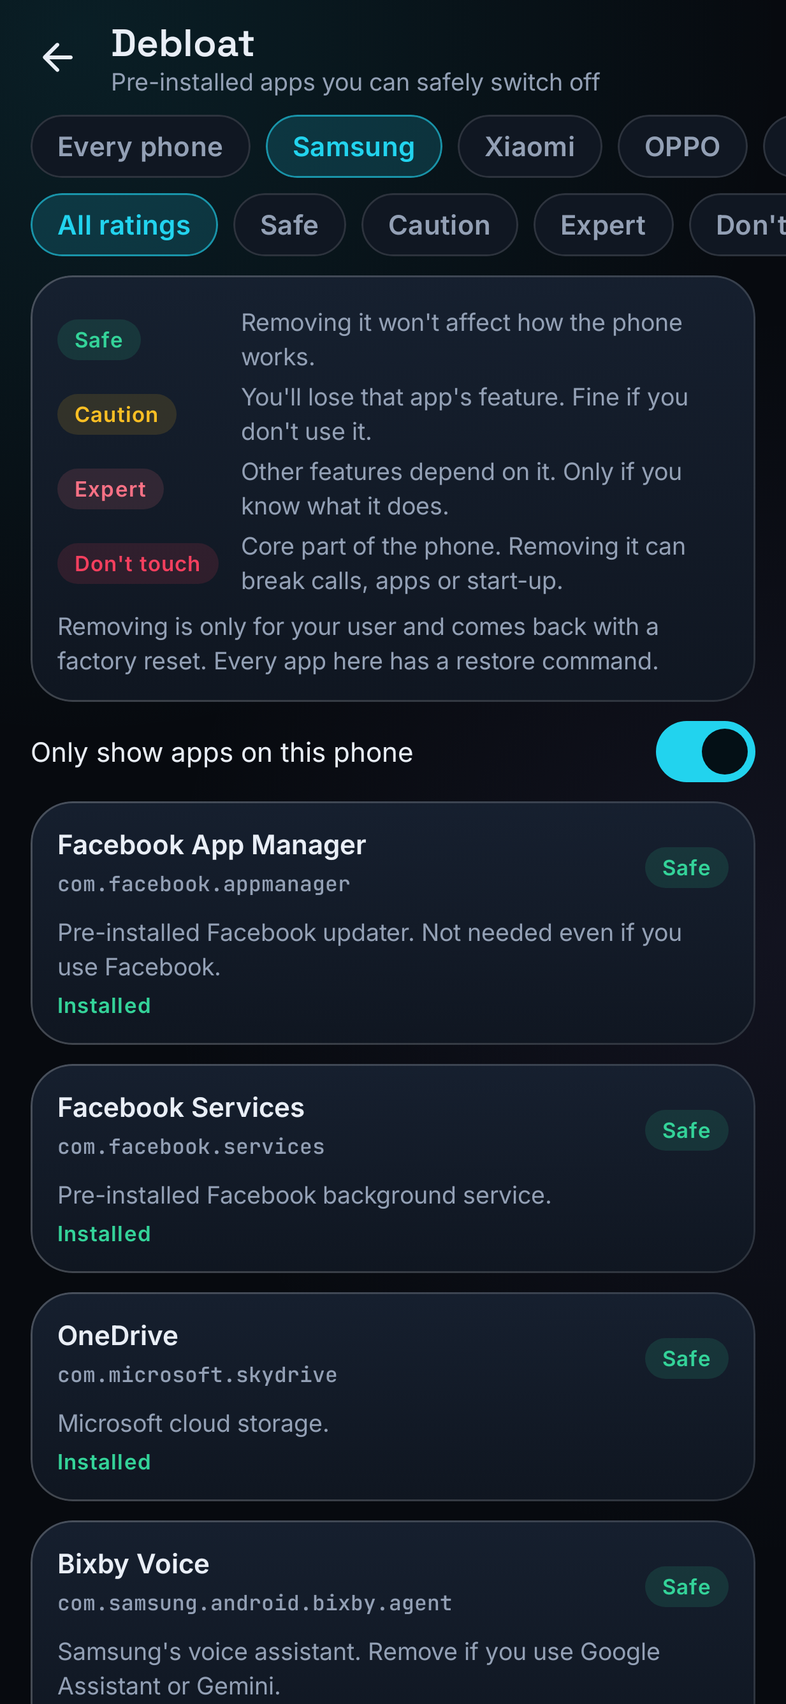 Debloat
Pre-installed apps you can safely switch off
Every phone Samsung Xiaomi OPPO
All ratings Safe Caution Expert Don't
Safe Removing it won't affect how the phone
works.
Caution You'll lose that app's feature. Fine if you
don't use it.
Expert Other features depend on it. Only if you
know what it does.
Don't touch Core part of the phone. Removing it can
break calls, apps or start-up.
Removing is only for your user and comes back with a
factory reset. Every app here has a restore command.
Only show apps on this phone
Facebook App Manager
com.facebook.appmanager
Safe
Pre-installed Facebook updater. Not needed even if you
use Facebook.
Installed
Facebook Services
com.facebook.services
Safe
Pre-installed Facebook background service.
Installed
OneDrive
com.microsoft.skydrive
Safe
Microsoft cloud storage.
Installed
Bixby Voice
com.samsung.android.bixby.agent
Safe
Samsung's voice assistant. Remove if you use Google
Assistant or Gemini.